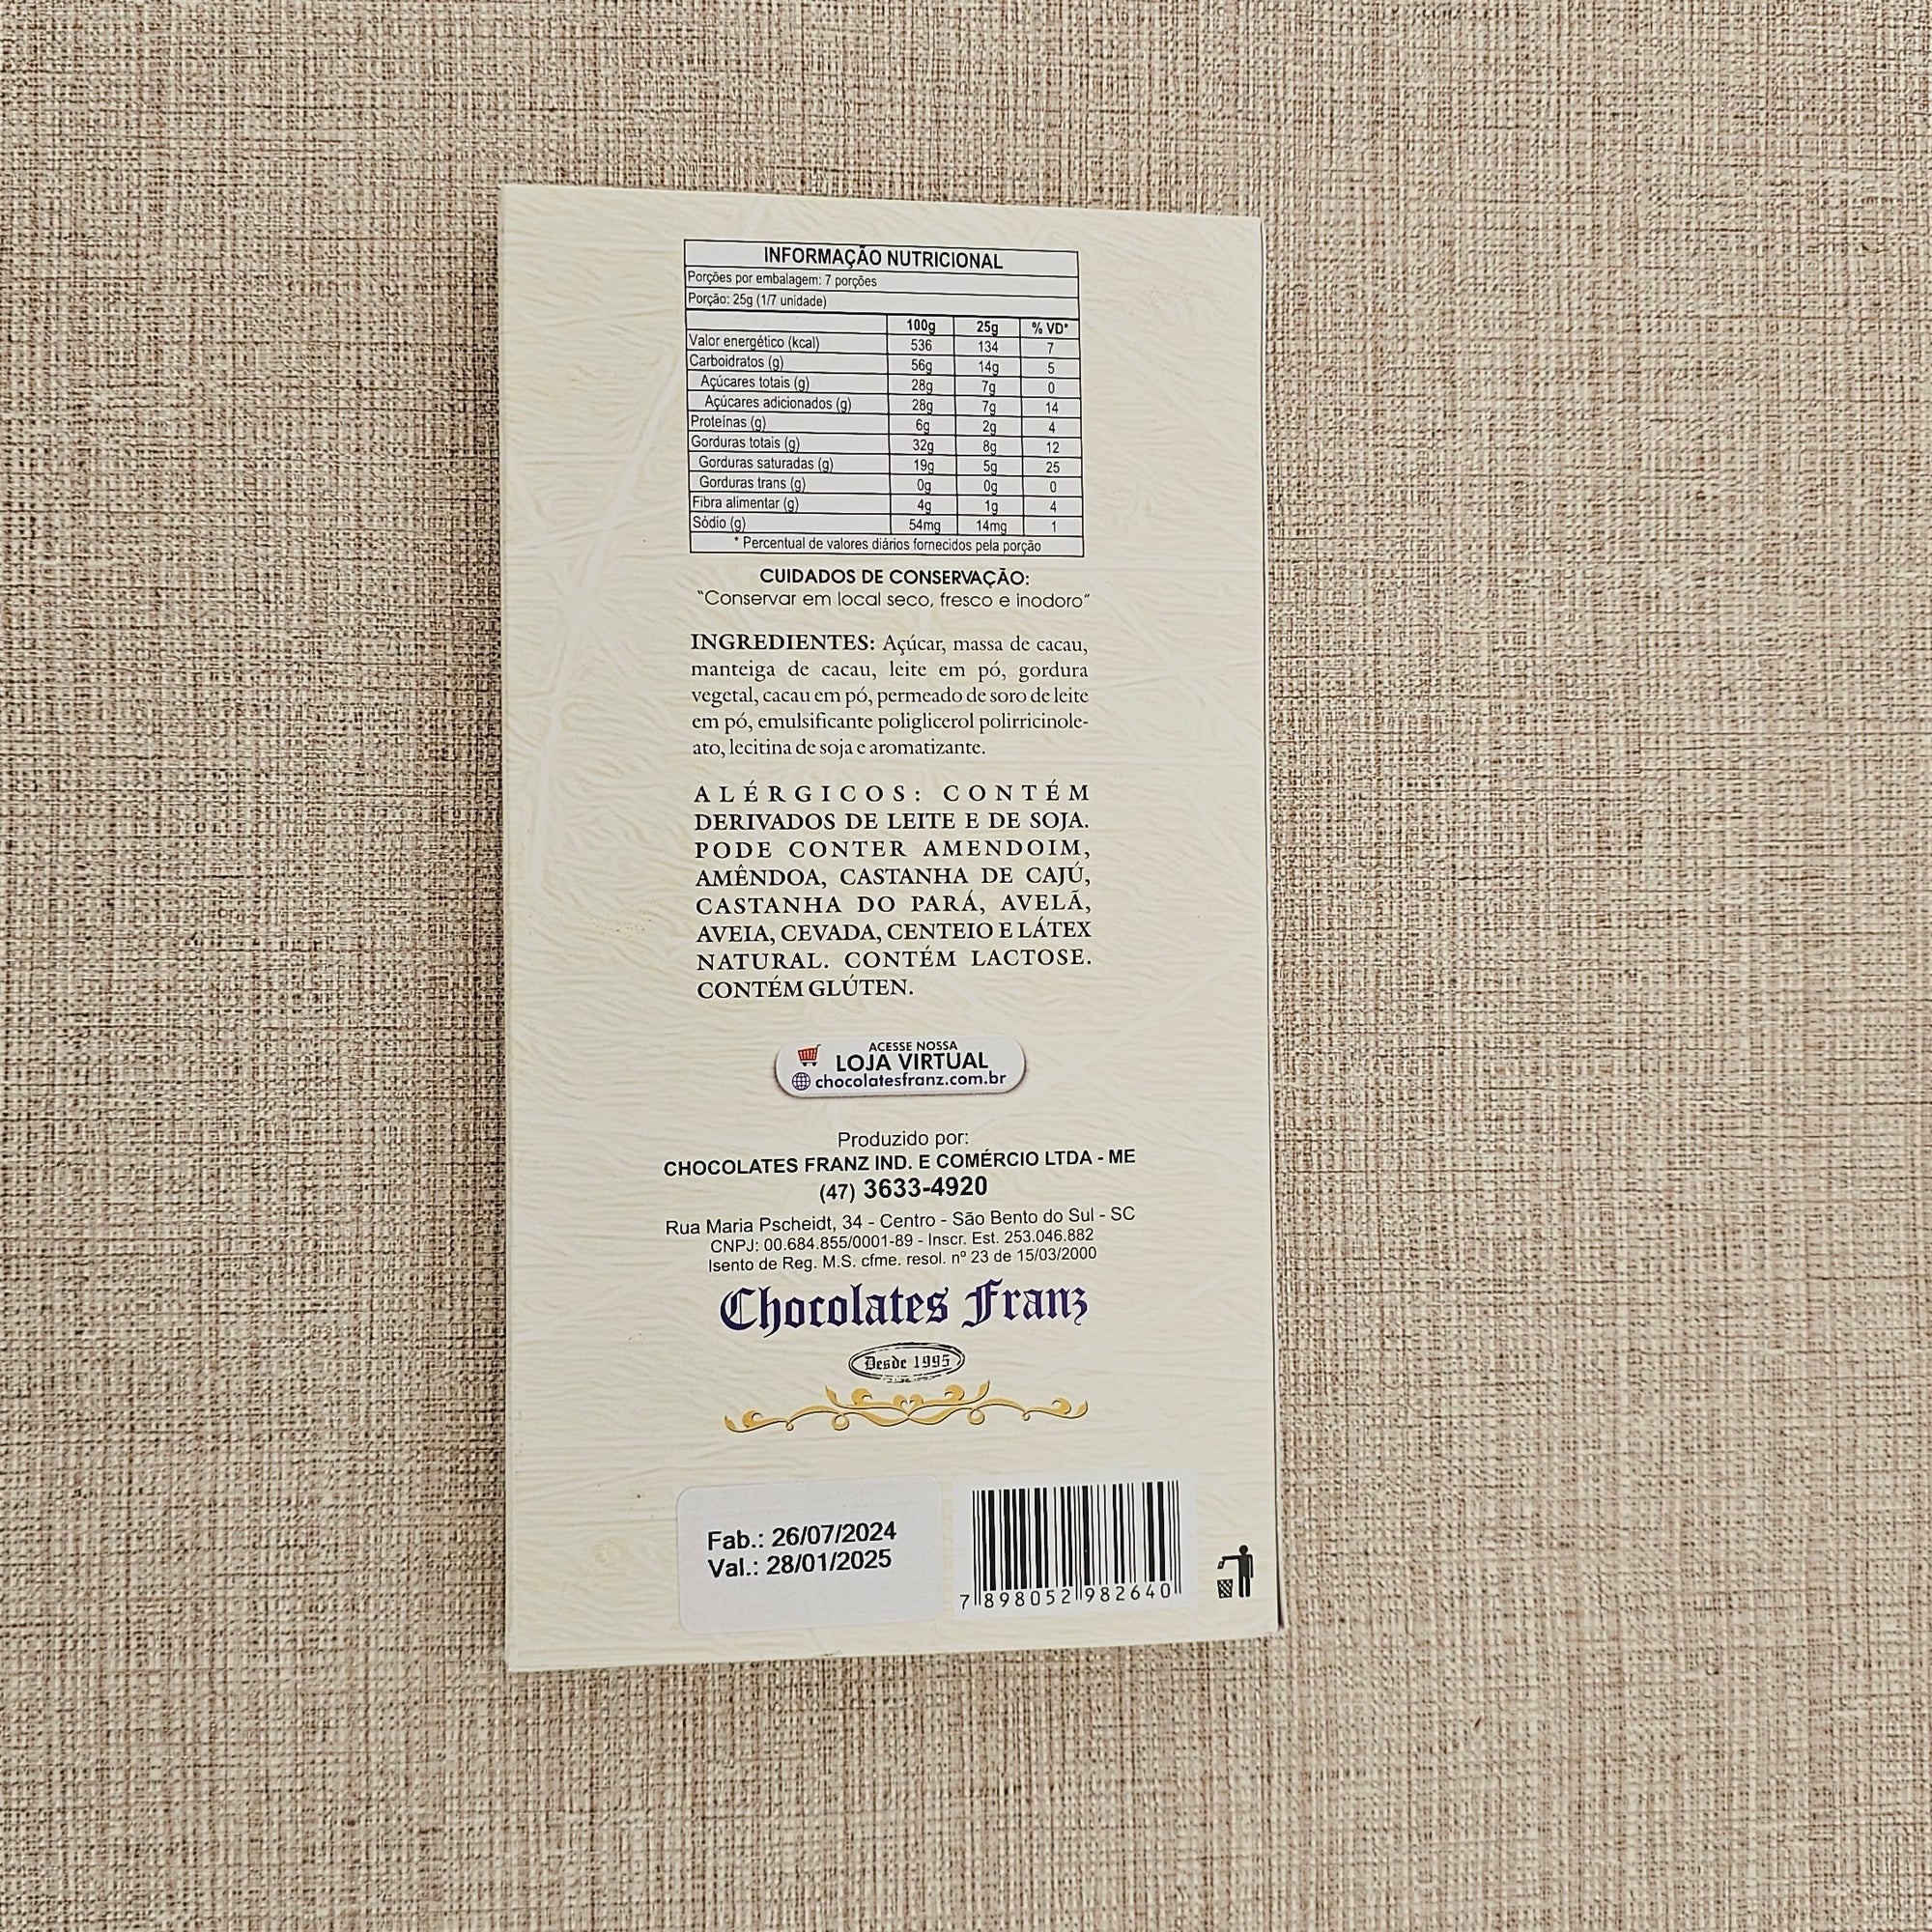 INFORMAÇÃO NUTRICIONAL
Porções por embalagem: 7 porções
Porção: 25g (1/7 unidade)
100g 25g % VD*
Valor energético (kcal) 536 134 7
Carboidratos (g) 56g 14g 5
Açúcares totais (g) 28g 7g 0
Açúcares adicionados (g) 28g 7g 14
Proteínas (g) 6g 2g 4
Gorduras totais (g) 32g 8g 12
Gorduras saturadas (g) 19g 5g 25
Gorduras trans (g) 0g 0g 0
Fibra alimentar (g) 4g 1g 4
Sódio (g) 54mg 14mg 1
* Percentual de valores diários fornecidos pela porção
CUIDADOS DE CONSERVAÇÃO:
"Conservar em local seco, fresco e inodoro"
INGREDIENTES: Açúcar, massa de cacau,
manteiga de cacau, leite em pó, gordura
vegetal, cacau em pó, permeado de soro de leite
em pó, emulsificante poliglicerol polirricinole-
ato, lecitina de soja e aromatizante.
ALÉRGICOS: CONTÉM
DERIVADOS DE LEITE E DE SOJA.
PODE CONTER AMENDOIM,
AMÊNDOA, CASTANHA DE CAJÚ,
CASTANHA DO PARÁ, AVELÃ,
AVEIA, CEVADA, CENTEIO E LÁTEX
NATURAL. CONTÉM LACTOSE.
CONTÉM GLÚTEN.
ACESSE NOSSA
LOJA VIRTUAL
chocolatesfranz.com.br
Produzido por:
CHOCOLATES FRANZ IND. E COMÉRCIO LTDA - ME
(47) 3633-4920
Rua Maria Pscheidt, 34 - Centro - São Bento do Sul - SC
CNPJ: 00.684.855/0001-89 - Inscr. Est. 253.046.882
Isento de Reg. M.S. cfme. resol. nº 23 de 15/03/2000
Chocolates Franz
Desde 1995
Fab.: 26/07/2024
Val.: 28/01/2025
7 898052 982640